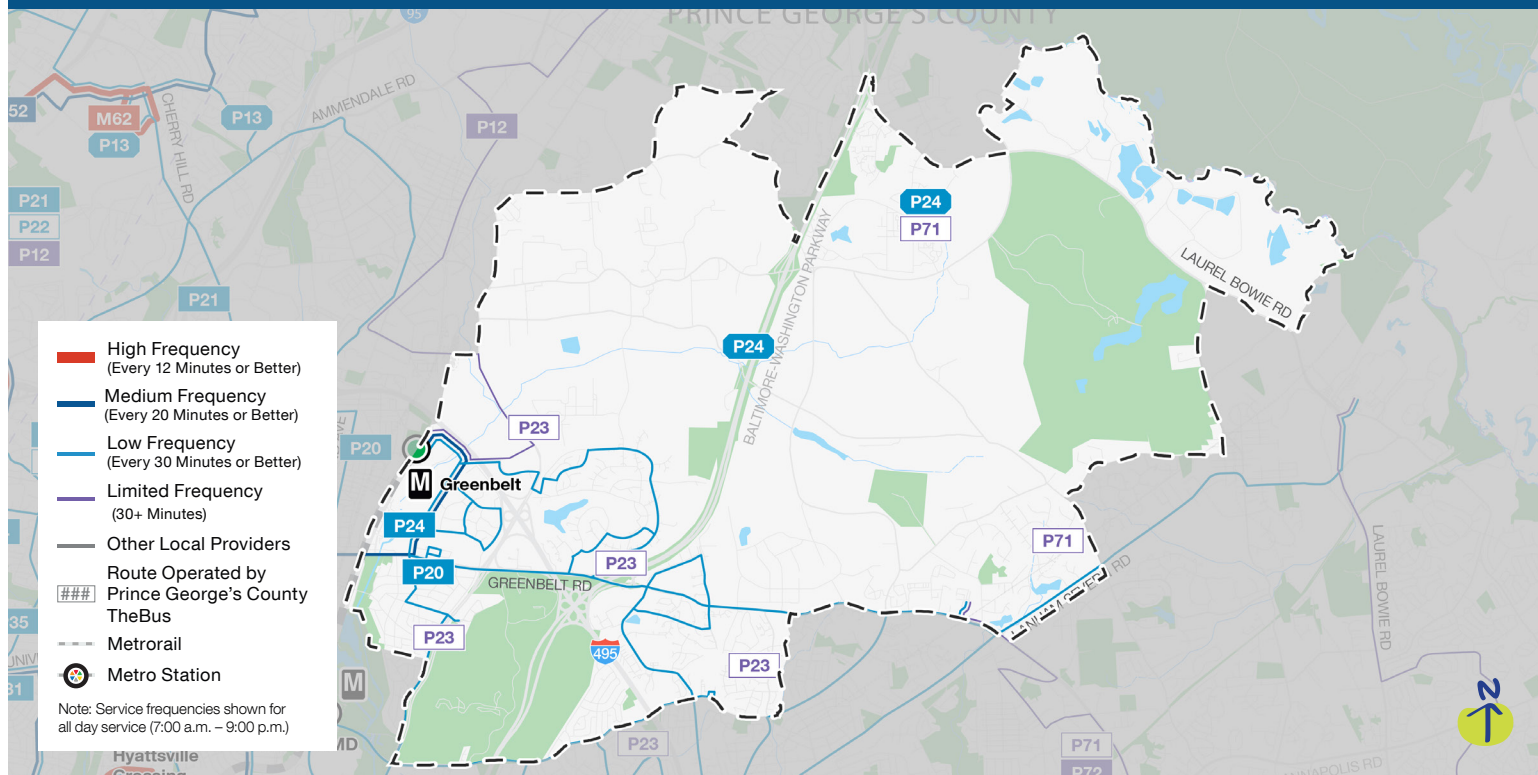 PRINCE GEORGE'S COUNTY
95
AMMENDALE RD
52
M62
P13
P13
CHERRY HILL RD
P12
P21
P22
P12
P21
P24
P71
LAUREL BOWIE RD
BALTIMORE-WASHINGTON PARKWAY
P24
High Frequency
(Every 12 Minutes or Better)
Medium Frequency
(Every 20 Minutes or Better)
Low Frequency
(Every 30 Minutes or Better)
Limited Frequency
(30+ Minutes)
Other Local Providers
###
Route Operated by
Prince George's County
TheBus
Metrorail
Metro Station
Note: Service frequencies shown for
all day service (7:00 a.m. – 9:00 p.m.)
P20
P23
M
Greenbelt
P24
P20
P23
GREENBELT RD
P23
495
P23
P71
LAUREL BOWIE RD
35
31
M
MD
P23
P71
P72
Hyattsville
Crossing
N